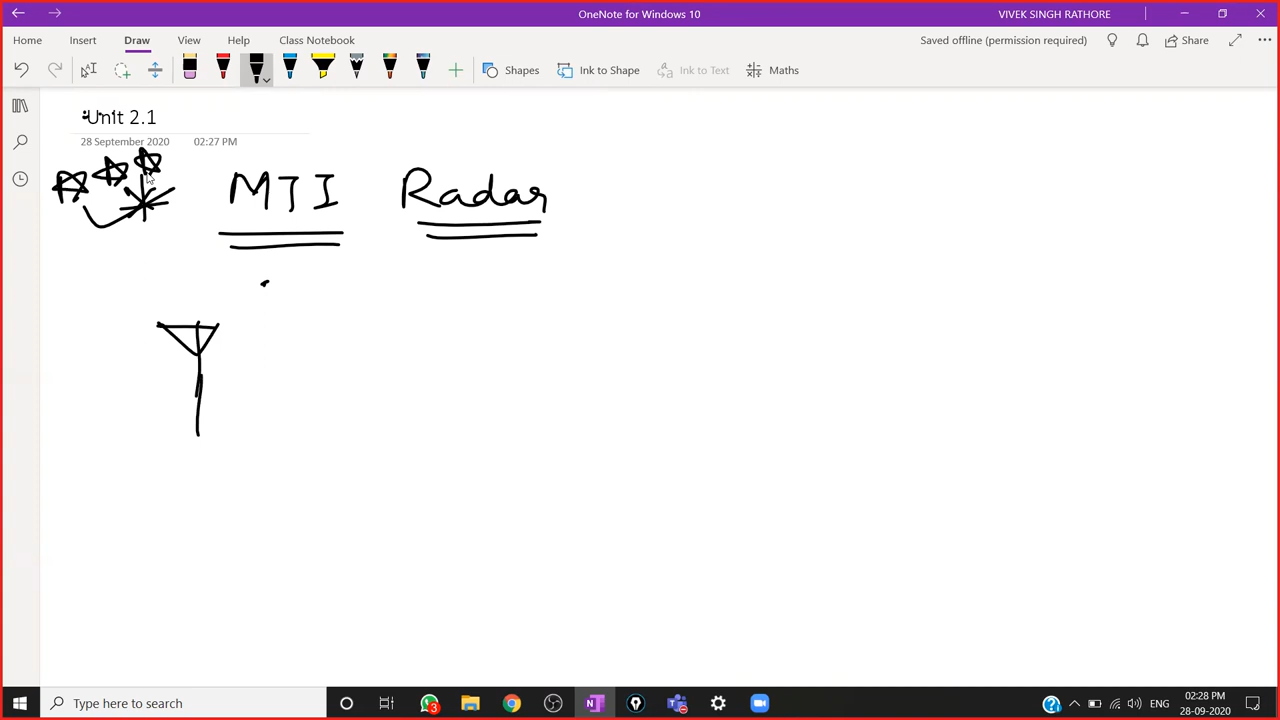 OneNote for Windows 10
VIVEK SINGH RATHORE
Home Insert Draw View Help Class Notebook
Saved offline (permission required)
Share
Shapes
Ink to Shape
Ink to Text
Maths
Unit 2.1
28 September 2020 02:27 PM
MTI Radar
Type here to search
3
ENG
02:28 PM
28-09-2020